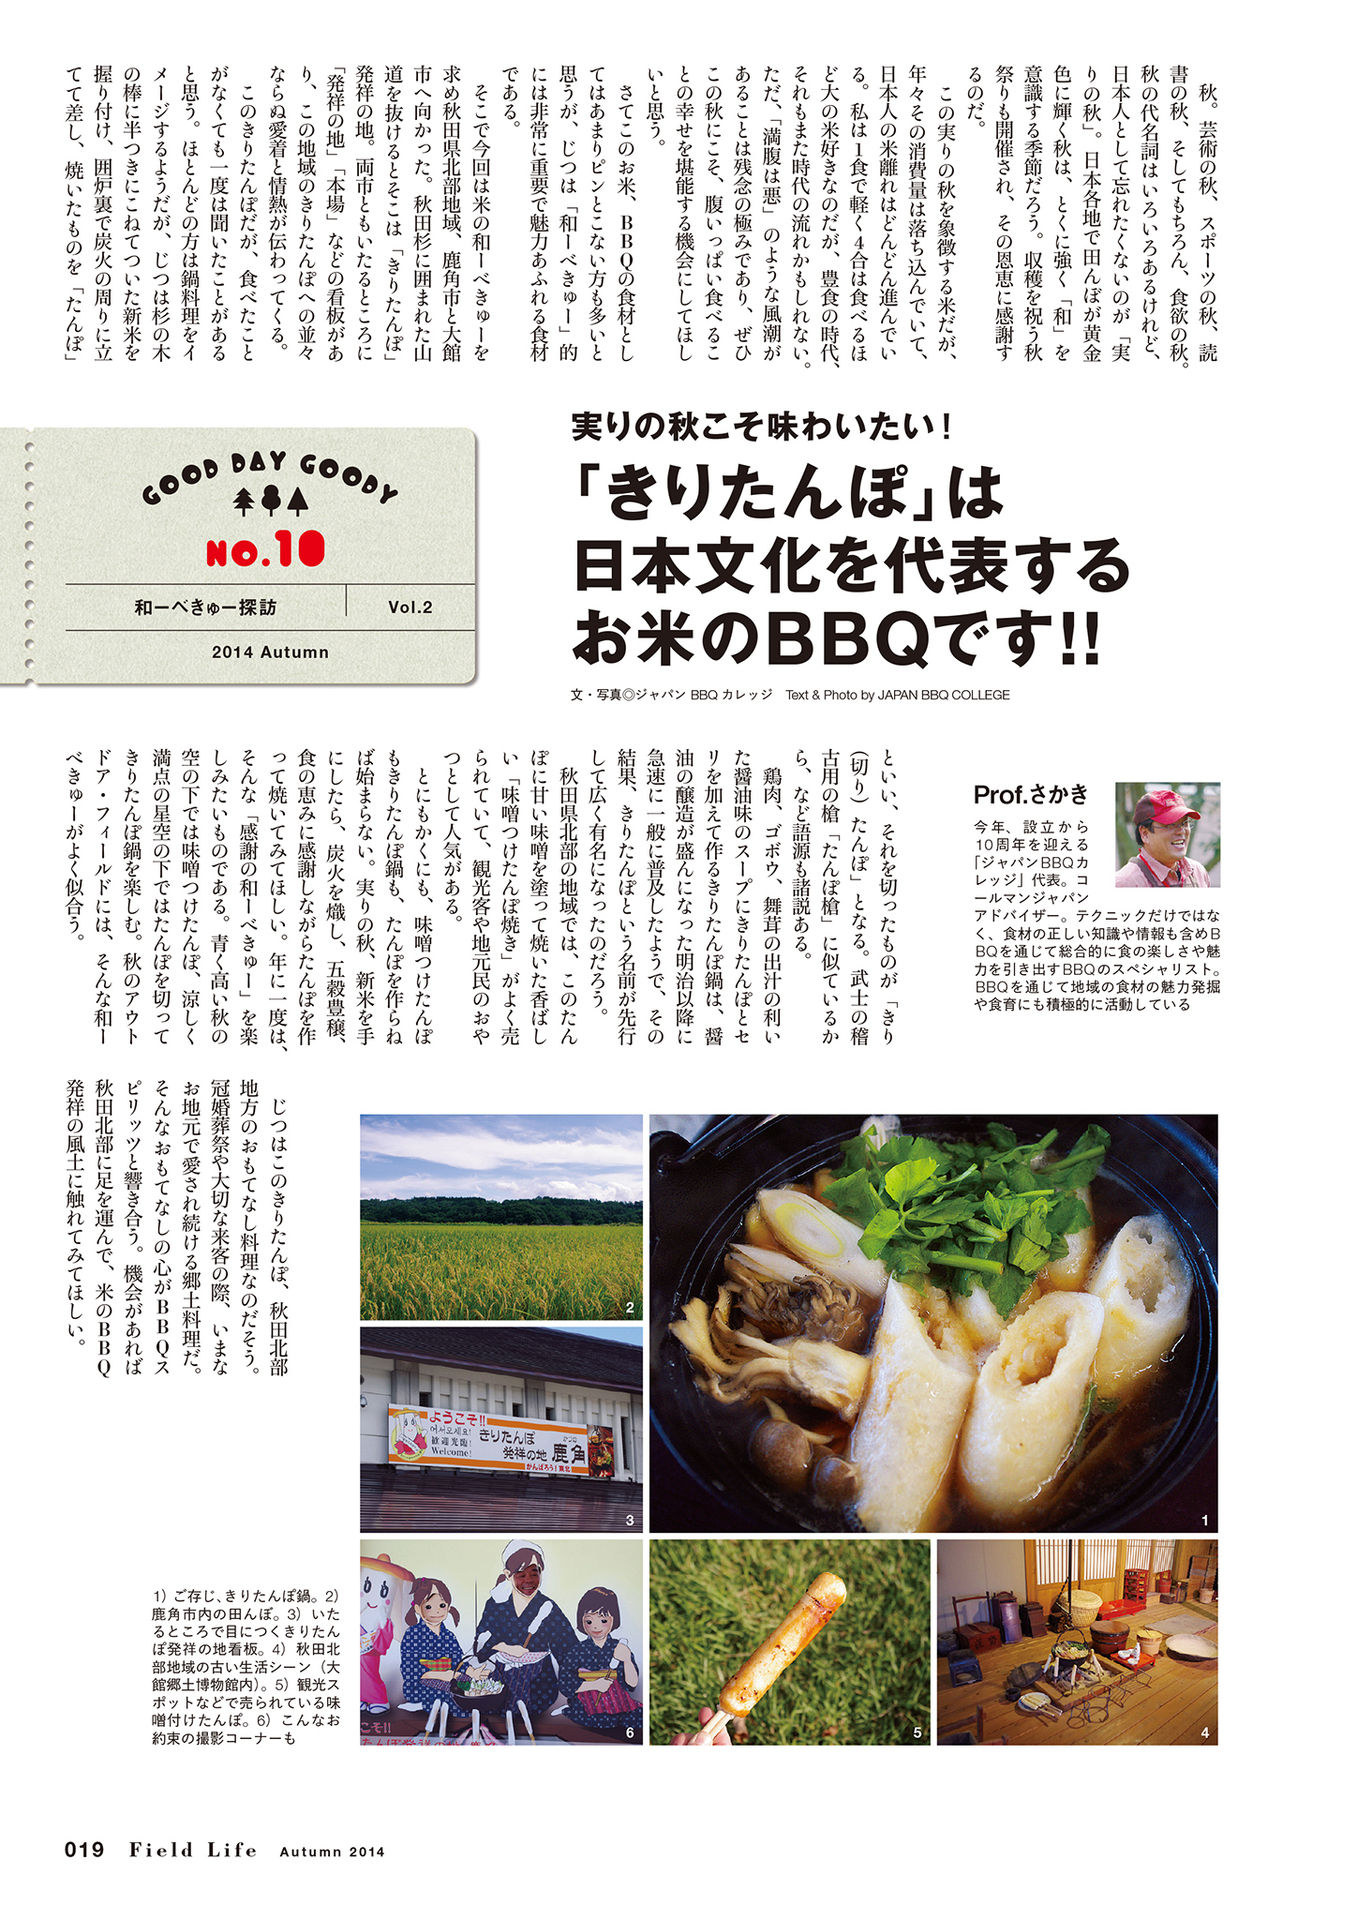 秋。芸術の秋、スポーツの秋、読
書の秋、そしてもちろん、食欲の秋。
秋の代名詞はいろいろあるけれど、
日本人として忘れたくないのが「実
りの秋」。日本各地で田んぼが黄金
色に輝く秋は、とくに強く「和」を
意識する季節だろう。収穫を祝う秋
祭りも開催され、その恩恵に感謝す
るのだ。
この実りの秋を象徴する米だが、
年々その消費量は落ち込んでいて、
日本人の米離れはどんどん進んでい
る。私は1食で軽く4合は食べるほ
ど大の米好きなのだが、豊食の時代、
それもまた時代の流れかもしれない。
ただ、「満腹は悪」のような風潮が
あることは残念の極みであり、ぜひ
この秋にこそ、腹いっぱい食べるこ
との幸せを堪能する機会にしてほし
いと思う。
さてこのお米、BBQの食材とし
てはあまりピンとこない方も多いと
思うが、じつは「和ーべきゅー」的
には非常に重要で魅力あふれる食材
である。
そこで今回は米の和ーべきゅーを
求め秋田県北部地域、鹿角市と大館
市へ向かった。秋田杉に囲まれた山
道を抜けるとそこは「きりたんぽ」
発祥の地。両市ともいたるところに
「発祥の地」「本場」などの看板があ
り、この地域のきりたんぽへの並々
ならぬ愛着と情熱が伝わってくる。
このきりたんぽだが、食べたこと
がなくても一度は聞いたことがある
と思う。ほとんどの方は鍋料理をイ
メージするようだが、じつは杉の木
の棒に半つきにこねてついた新米を
握り付け、囲炉裏で炭火の周りに立
てて差し、焼いたものを「たんぽ」
実りの秋こそ味わいたい!
「きりたんぽ」は
日本文化を代表する
お米のBBQです!!
文・写真◎ジャパン BBQ カレッジ Text & Photo by JAPAN BBQ COLLEGE
GOOD DAY GOODY
NO.10
和ーべきゅー探訪 Vol.2
2014 Autumn
Prof.さかき
今年、設立から
10周年を迎える
「ジャパンBBQカ
レッジ」代表。コ
ールマンジャパン
アドバイザー。テクニックだけではな
く、食材の正しい知識や情報も含めB
BQを通じて総合的に食の楽しさや魅
力を引き出すBBQのスペシャリスト。
BBQを通じて地域の食材の魅力発掘
や食育にも積極的に活動している
といい、それを切ったものが「きり
（切り）たんぽ」となる。武士の稽
古用の槍「たんぽ槍」に似ているか
ら、など語源も諸説ある。
鶏肉、ゴボウ、舞茸の出汁の利い
た醤油味のスープにきりたんぽとセ
リを加えて作るきりたんぽ鍋は、醤
油の醸造が盛んになった明治以降に
急速に一般に普及したようで、その
結果、きりたんぽという名前が先行
して広く有名になったのだろう。
秋田県北部の地域では、このたん
ぽに甘い味噌を塗って焼いた香ばし
い「味噌つけたんぽ焼き」がよく売
られていて、観光客や地元民のおや
つとして人気がある。
とにもかくにも、味噌つけたんぽ
もきりたんぽ鍋も、たんぽを作らね
ば始まらない。実りの秋、新米を手
にしたら、炭火を熾し、五穀豊穣、
食の恵みに感謝しながらたんぽを作
って焼いてみてほしい。年に一度は、
そんな「感謝の和ーべきゅー」を楽
しみたいものである。青く高い秋の
空の下では味噌つけたんぽ、涼しく
満点の星空の下ではたんぽを切って
きりたんぽ鍋を楽しむ。秋のアウト
ドア・フィールドには、そんな和ー
べきゅーがよく似合う。
じつはこのきりたんぽ、秋田北部
地方のおもてなし料理なのだそう。
冠婚葬祭や大切な来客の際、いまな
お地元で愛され続ける郷土料理だ。
そんなおもてなしの心がBBQス
ピリッツと響き合う。機会があれば
秋田北部に足を運んで、米のBBQ
発祥の風土に触れてみてほしい。
2
1
ようこそ!!
어서오세요!
歓迎光臨!
Welcome!
きりたんぽ
発祥の地 鹿角
かづの
がんばろう!東北
3
こそ!!
6
5
4
1）ご存じ、きりたんぽ鍋。2）
鹿角市内の田んぼ。3）いた
るところで目につくきりたん
ぽ発祥の地看板。4）秋田北
部地域の古い生活シーン（大
館郷土博物館内）。5）観光ス
ポットなどで売られている味
噌付けたんぽ。6）こんなお
約束の撮影コーナーも
019 Field Life Autumn 2014